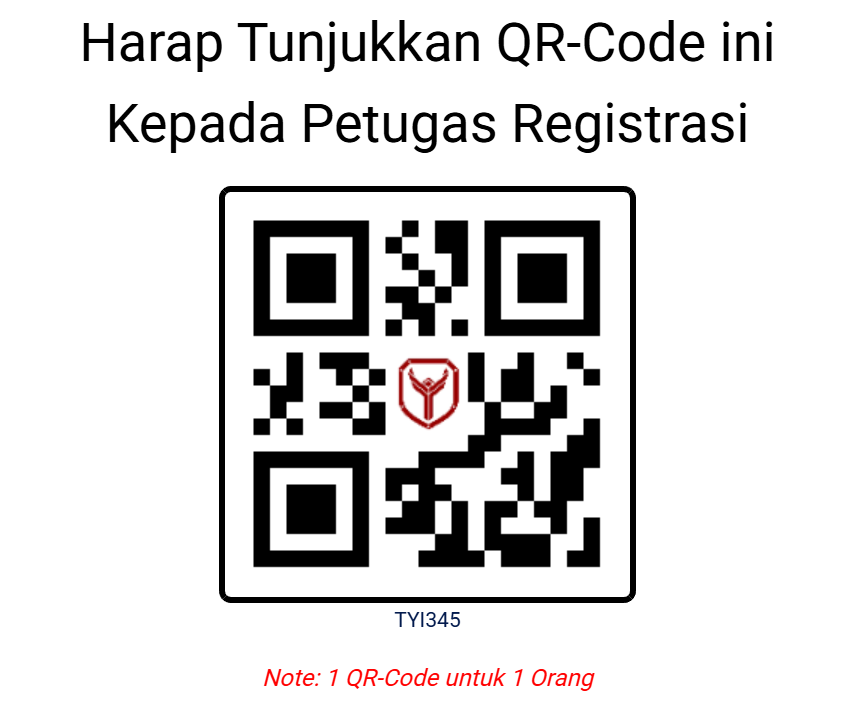 Harap Tunjukkan QR-Code ini
Kepada Petugas Registrasi
TYI345
Note: 1 QR-Code untuk 1 Orang